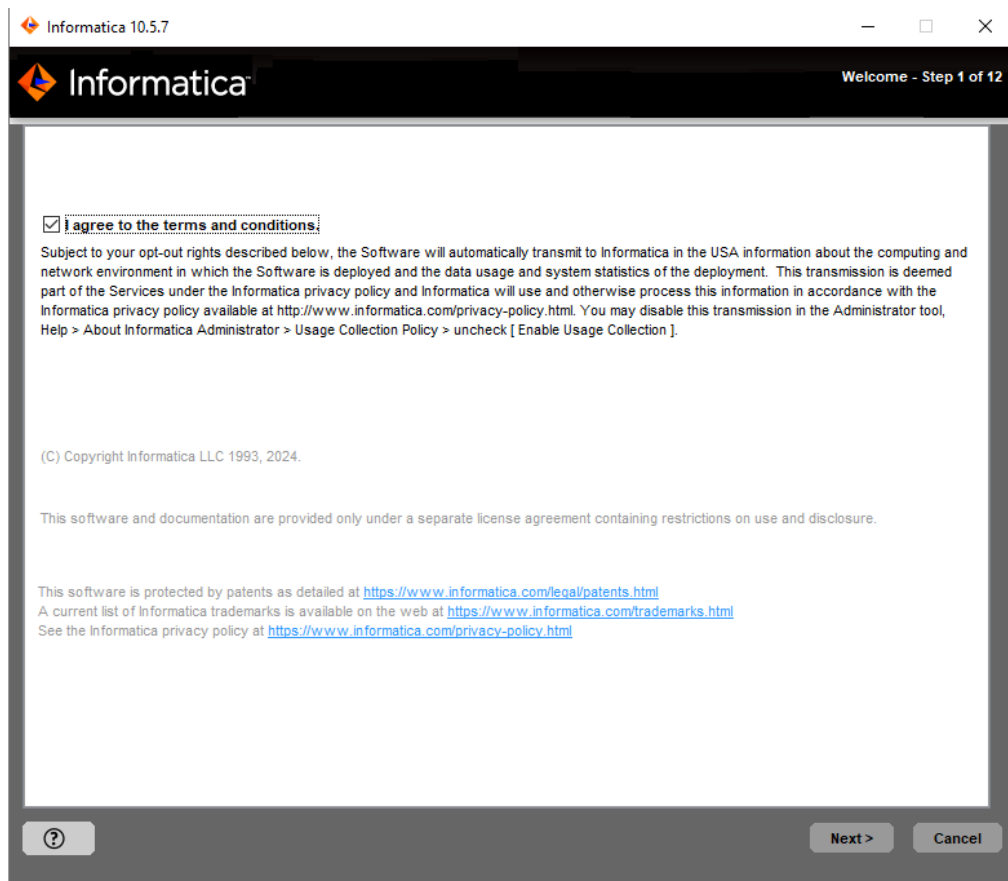 Informatica 10.5.7
Informatica
Welcome - Step 1 of 12
I agree to the terms and conditions.
Subject to your opt-out rights described below, the Software will automatically transmit to Informatica in the USA information about the computing and
network environment in which the Software is deployed and the data usage and system statistics of the deployment. This transmission is deemed
part of the Services under the Informatica privacy policy and Informatica will use and otherwise process this information in accordance with the
Informatica privacy policy available at http://www.informatica.com/privacy-policy.html. You may disable this transmission in the Administrator tool,
Help > About Informatica Administrator > Usage Collection Policy > uncheck [ Enable Usage Collection ].
(C) Copyright Informatica LLC 1993, 2024.
This software and documentation are provided only under a separate license agreement containing restrictions on use and disclosure.
This software is protected by patents as detailed at https://www.informatica.com/legal/patents.html
A current list of Informatica trademarks is available on the web at https://www.informatica.com/trademarks.html
See the Informatica privacy policy at https://www.informatica.com/privacy-policy.html
?
Next >
Cancel